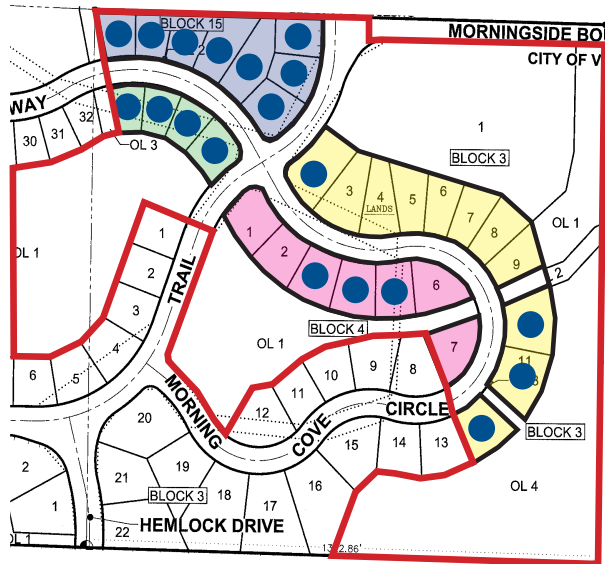 BLOCK 15
MORNINGSIDE BO
CITY OF V
2
WAY
32
31
30
OL 3
1
BLOCK 3
3
4
LANDS
5
6
7
8
9
OL 1
2
OL 1
1
2
3
4
5
6
TRAIL
1
2
6
7
BLOCK 4
OL 1
8
9
10
11
12
11
CIRCLE
MORNING
COVE
13
14
15
16
17
18
19
20
21
22
BLOCK 3
BLOCK 3
OL 4
2
1
OL 1
HEMLOCK DRIVE